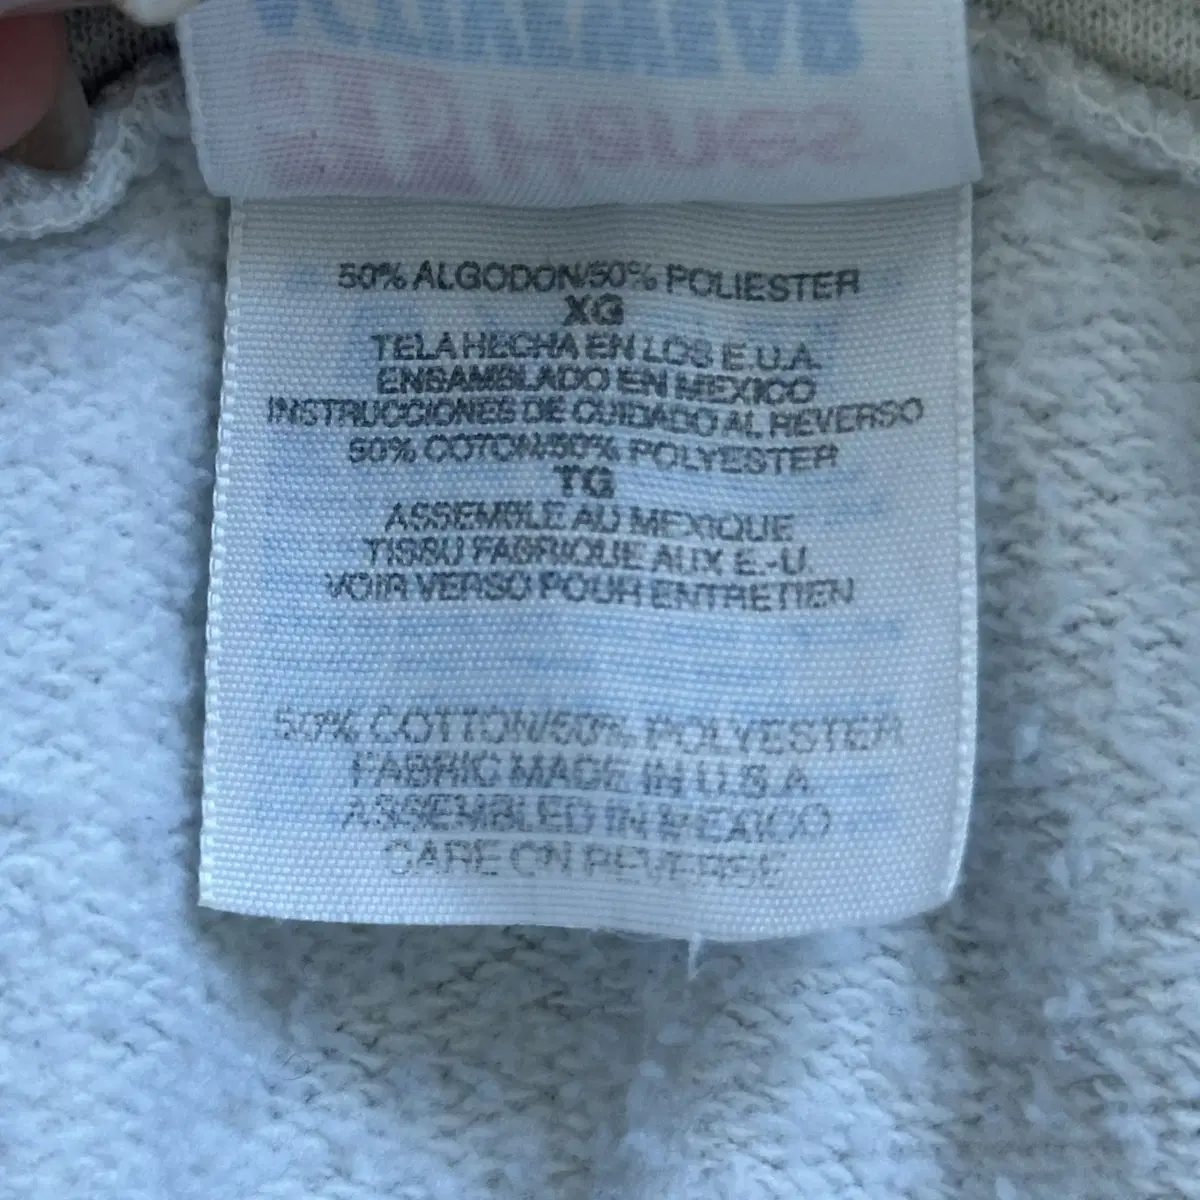 50% ALGODON/50% POLIESTER
XG
TELA HECHA EN LOS E.U.A.
ENSAMBLADO EN MEXICO
INSTRUCCIONES DE CUIDADO AL REVERSO
50% COTON/50% POLYESTER
TG
ASSEMBLE AU MEXIQUE
TISSU FABRIQUE AUX E.-U.
VOIR VERSO POUR ENTRETIEN
50% COTTON/50% POLYESTER
FABRIC MADE IN U.S.A.
ASSEMBLED IN MEXICO
CARE ON REVERSE